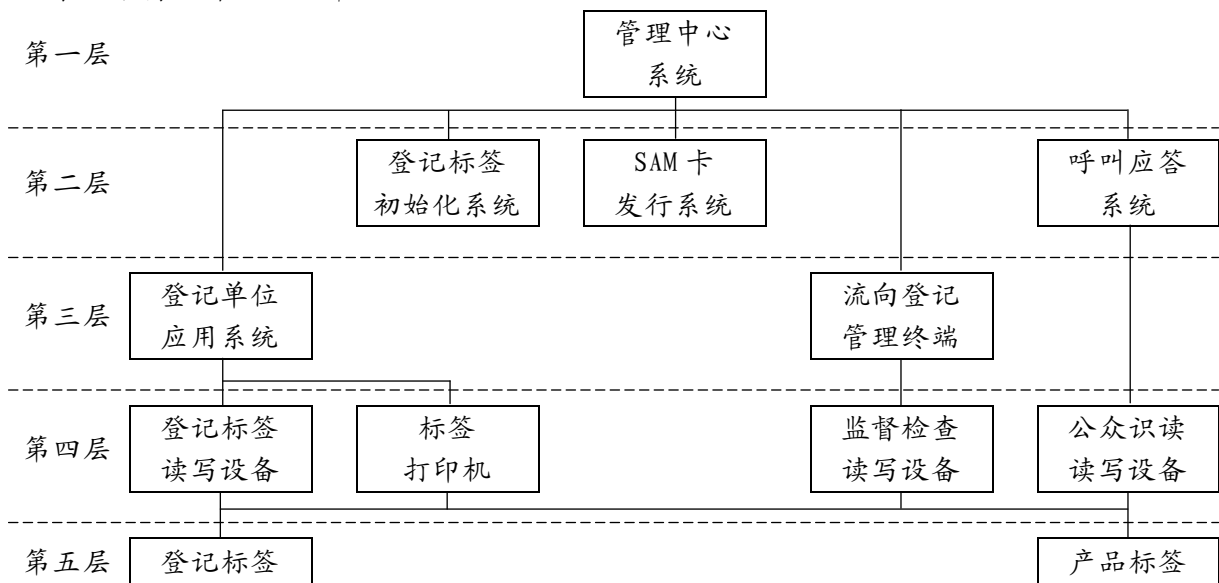 第一层
管理中心
系统
第二层
登记标签
初始化系统
SAM卡
发行系统
呼叫应答
系统
第三层
登记单位
应用系统
流向登记
管理终端
第四层
登记标签
读写设备
标签
打印机
监督检查
读写设备
公众识读
读写设备
第五层
登记标签
产品标签